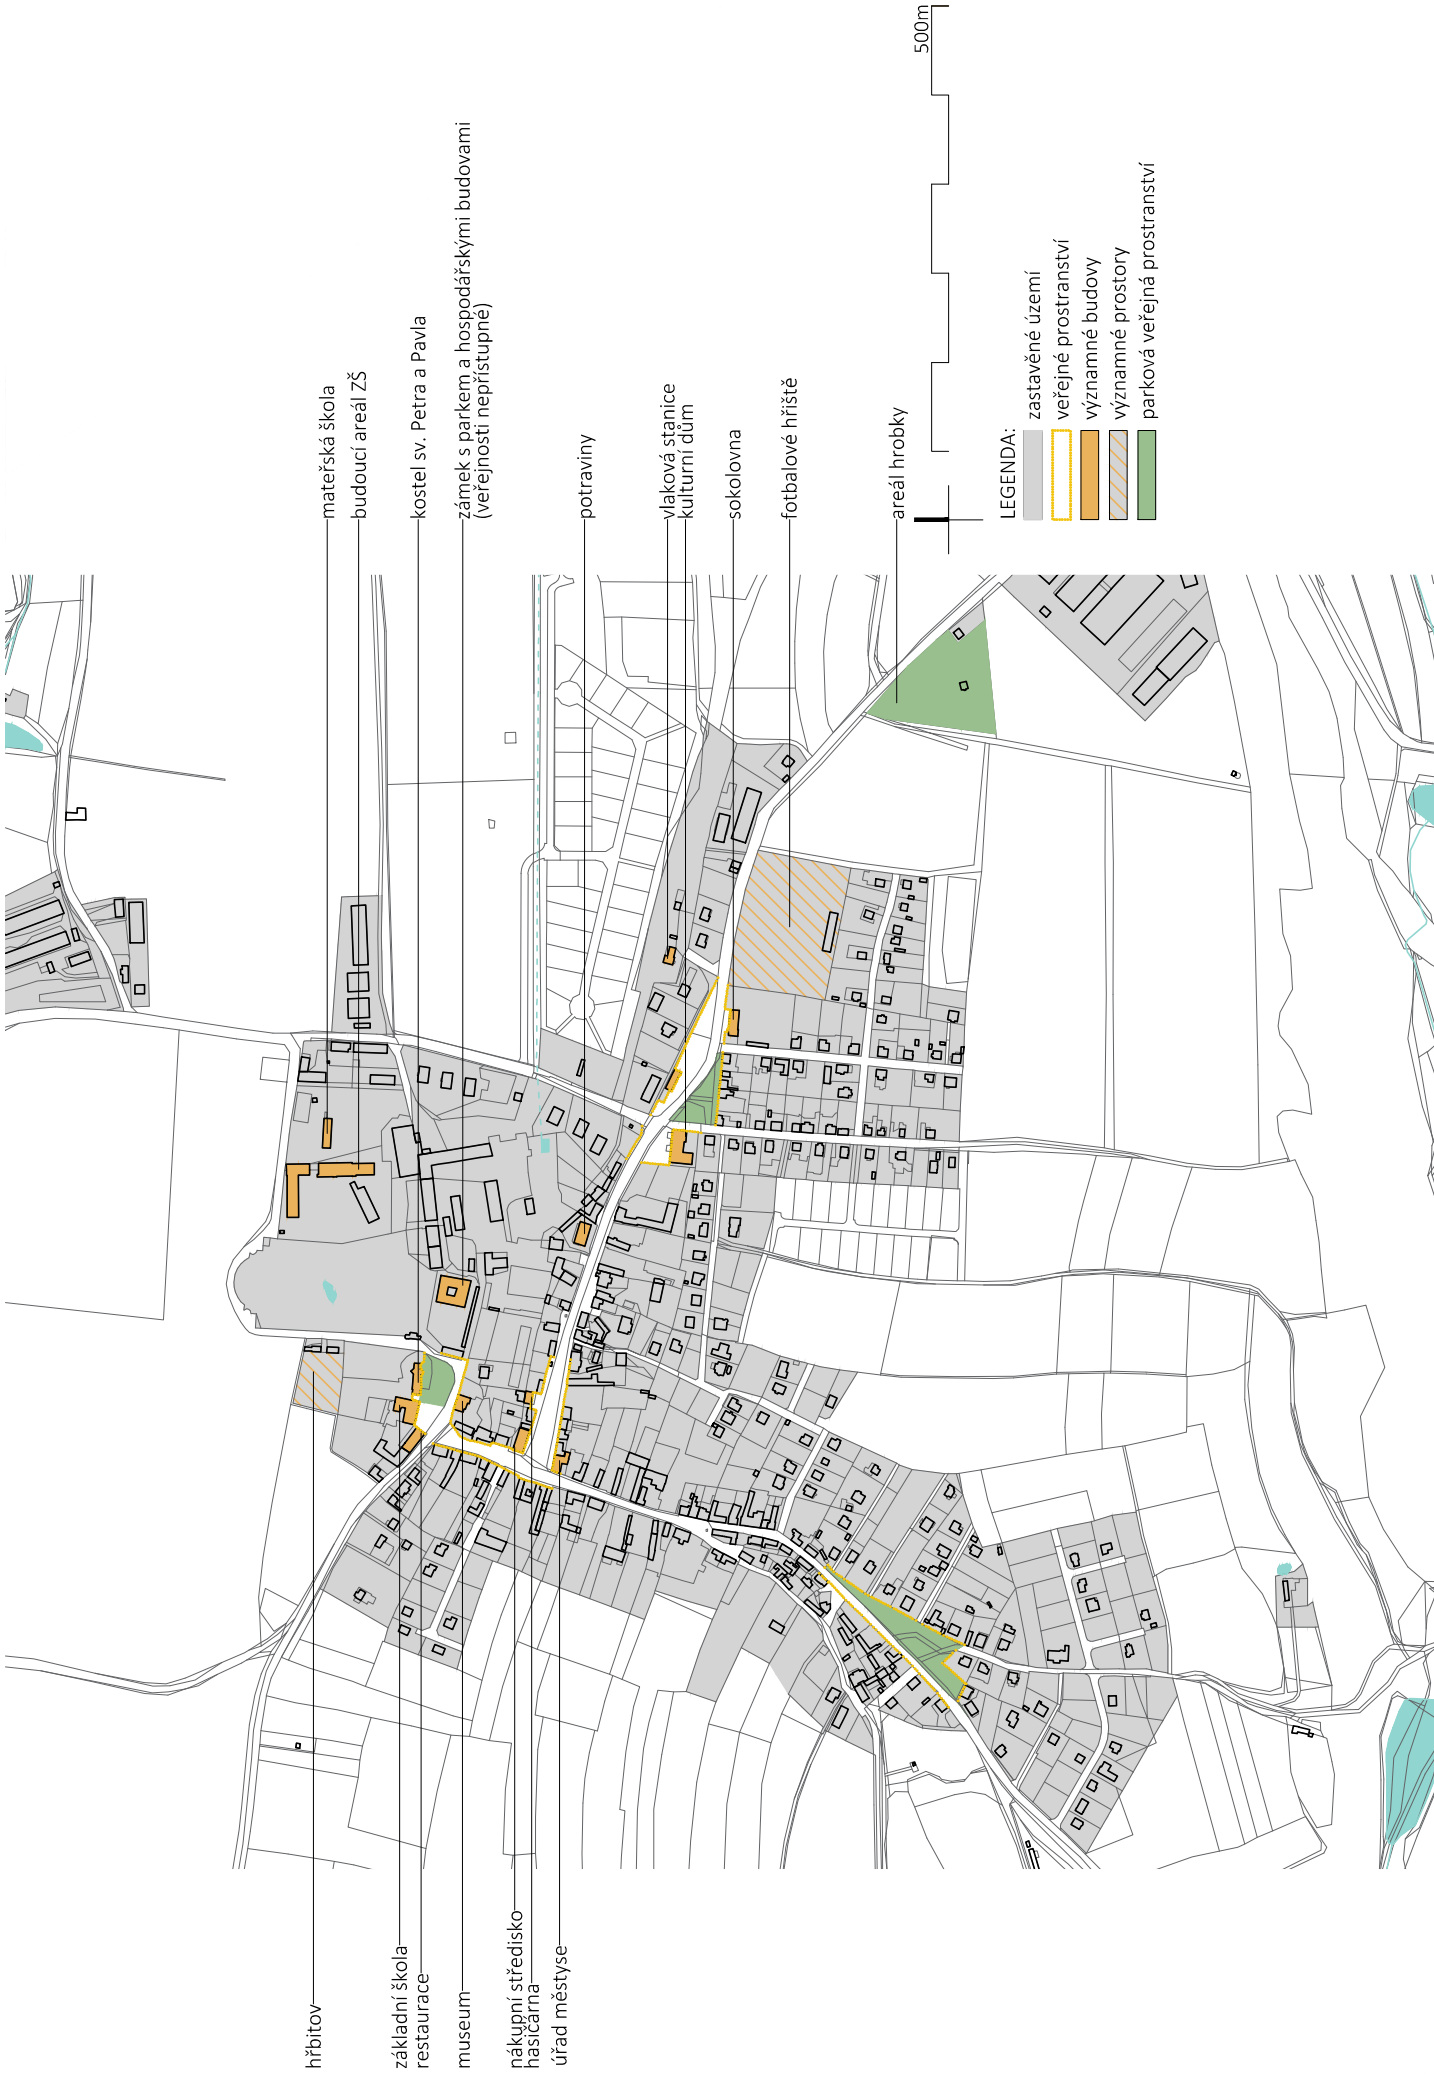 hřbitov
základní škola
restaurace
museum
nákupní středisko
hasičárna
úřad městyse
mateřská škola
budoucí areál ZŠ
kostel sv. Petra a Pavla
zámek s parkem a hospodářskými budovami
(veřejnosti nepřístupné)
potraviny
vlaková stanice
kulturní dům
sokolovna
fotbalové hřiště
areál hrobky
500m
LEGENDA:
zastavěné území
veřejné prostranství
významné budovy
významné prostory
parková veřejná prostranství